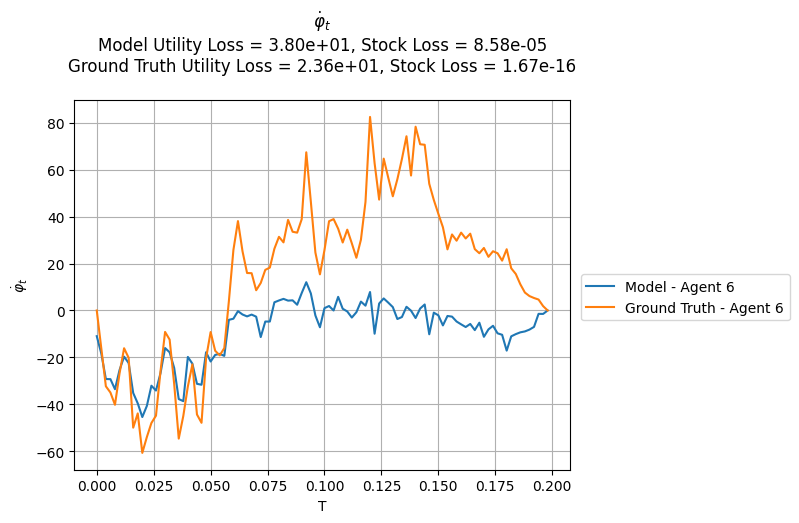 φ̇ₜ
Model Utility Loss = 3.80e+01, Stock Loss = 8.58e-05
Ground Truth Utility Loss = 2.36e+01, Stock Loss = 1.67e-16
80
60
40
20
0
−20
−40
−60
φ̇ₜ
0.000
0.025
0.050
0.075
0.100
0.125
0.150
0.175
0.200
T
Model - Agent 6
Ground Truth - Agent 6